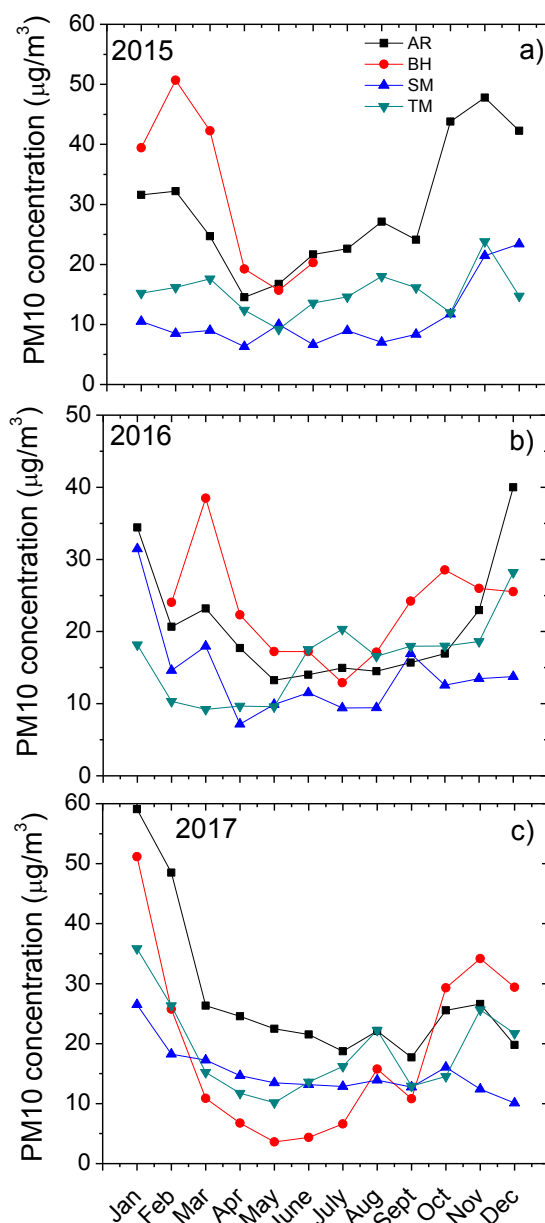 60
2015
AR
a)
50
BH
SM
40
TM
30
20
10
0
PM10 concentration (µg/m³)
50
2016
b)
40
30
20
10
0
PM10 concentration (µg/m³)
60
2017
c)
50
40
30
20
10
0
PM10 concentration (µg/m³)
Jan
Feb
Mar
Apr
May
June
July
Aug
Sept
Oct
Nov
Dec